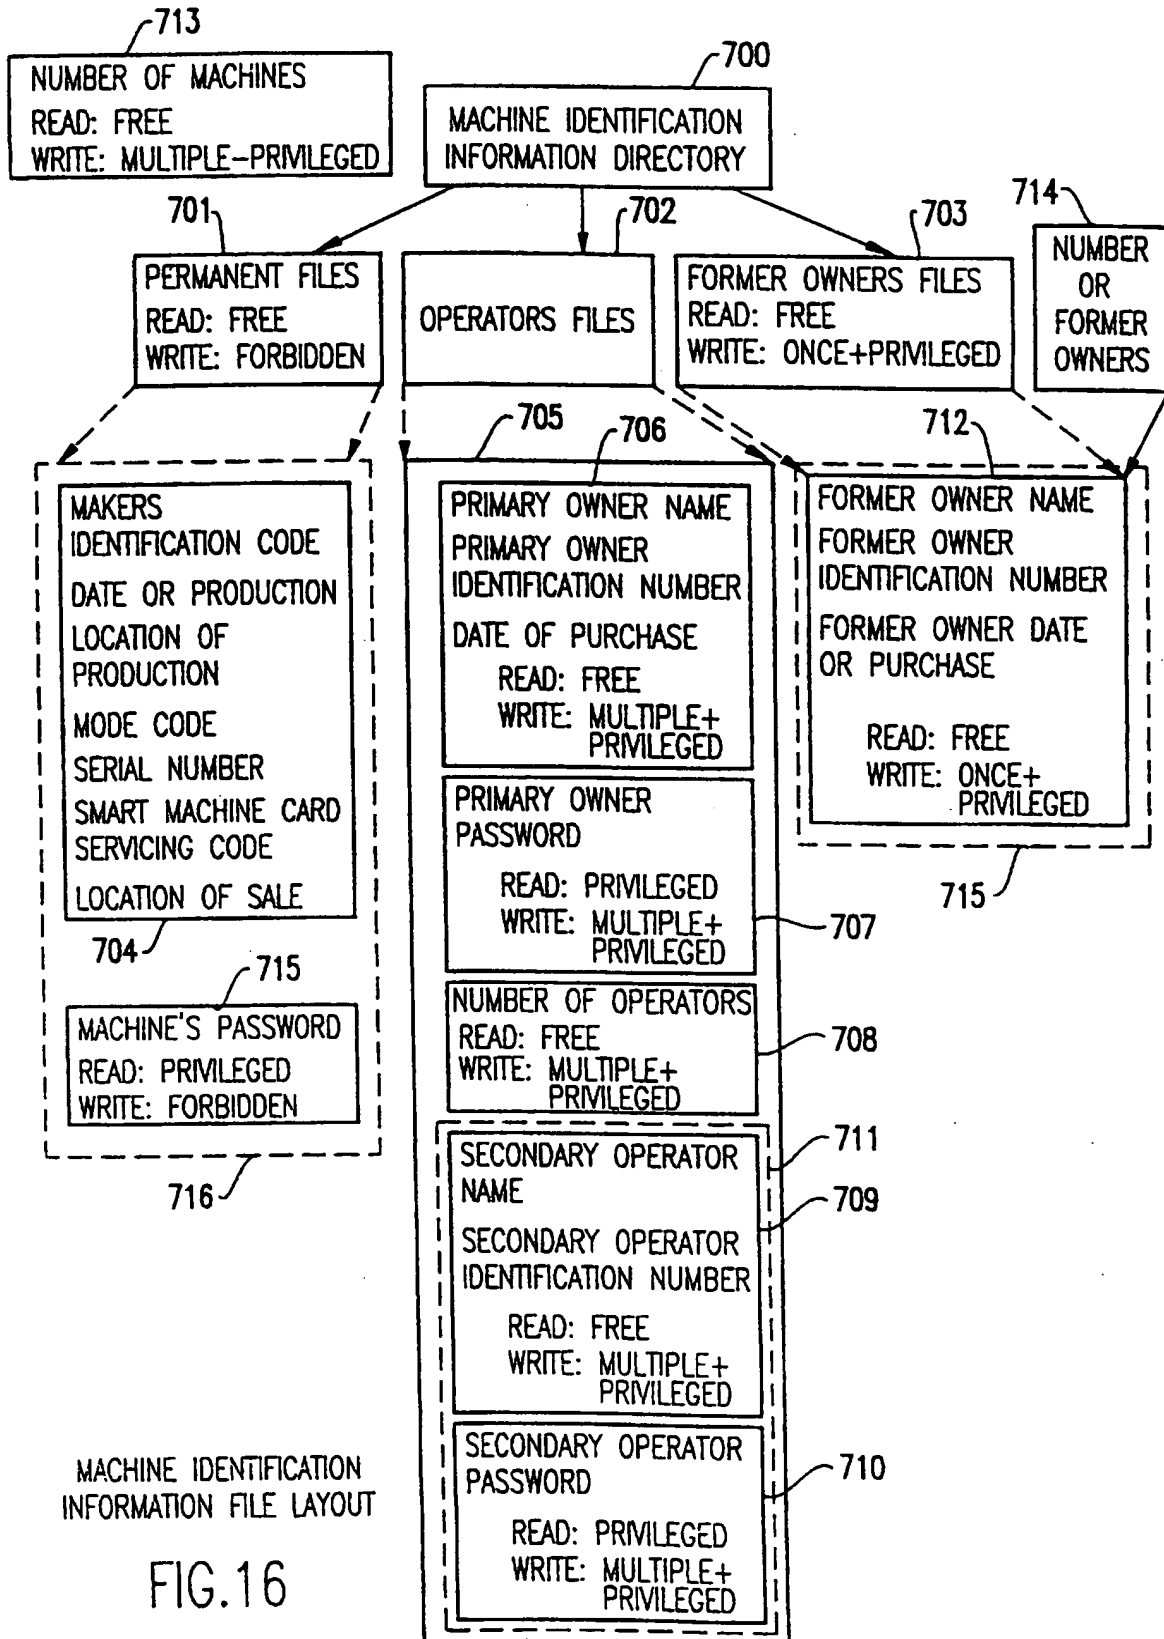 713
NUMBER OF MACHINES
READ: FREE
WRITE: MULTIPLE-PRIVILEGED
700
MACHINE IDENTIFICATION
INFORMATION DIRECTORY
701
PERMANENT FILES
READ: FREE
WRITE: FORBIDDEN
702
OPERATORS FILES
703
FORMER OWNERS FILES
READ: FREE
WRITE: ONCE+PRIVILEGED
714
NUMBER
OR
FORMER
OWNERS
MAKERS
IDENTIFICATION CODE
DATE OR PRODUCTION
LOCATION OF
PRODUCTION
MODE CODE
SERIAL NUMBER
SMART MACHINE CARD
SERVICING CODE
LOCATION OF SALE
704
715
MACHINE'S PASSWORD
READ: PRIVILEGED
WRITE: FORBIDDEN
716
705
706
PRIMARY OWNER NAME
PRIMARY OWNER
IDENTIFICATION NUMBER
DATE OF PURCHASE
READ: FREE
WRITE: MULTIPLE+
PRIVILEGED
PRIMARY OWNER
PASSWORD
READ: PRIVILEGED
WRITE: MULTIPLE+
PRIVILEGED
707
NUMBER OF OPERATORS
READ: FREE
WRITE: MULTIPLE+
PRIVILEGED
708
711
SECONDARY OPERATOR
NAME
709
SECONDARY OPERATOR
IDENTIFICATION NUMBER
READ: FREE
WRITE: MULTIPLE+
PRIVILEGED
SECONDARY OPERATOR
PASSWORD
710
READ: PRIVILEGED
WRITE: MULTIPLE+
PRIVILEGED
712
FORMER OWNER NAME
FORMER OWNER
IDENTIFICATION NUMBER
FORMER OWNER DATE
OR PURCHASE
READ: FREE
WRITE: ONCE+
PRIVILEGED
715
MACHINE IDENTIFICATION
INFORMATION FILE LAYOUT
FIG.16